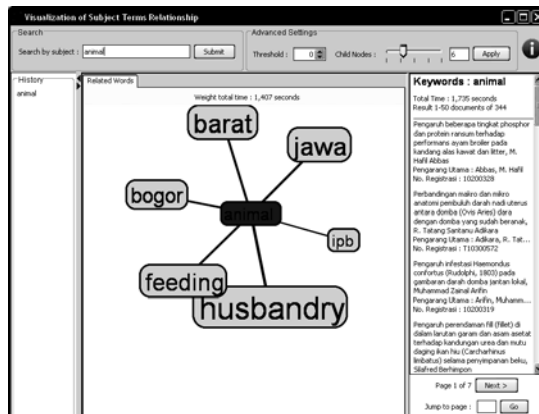 Visualization of Subject Terms Relationship
Search
Search by subject :
animal
Submit
Advanced Settings
Threshold :
0
Child Nodes :
6
Apply
History
animal
Related Words
Weight total time : 1,407 seconds
barat
jawa
bogor
animal
ipb
feeding
husbandry
Keywords : animal
Total Time : 1,735 seconds
Result 1-50 documents of 344
Pengaruh beberapa tingkat phosphor
dan protein ransum terhadap
performans ayam broiler pada
kandang alas kawat dan litter, M.
Hafil Abbas
Pengarang Utama : Abbas, M. Hafil
No. Registrasi : 10200328
Perbandingan makro dan mikro
anatomi pembuluh darah nadi uterus
antara domba (Ovis Aries) dara
dengan domba yang sudah beranak,
R. Tatang Santanu Adikara
Pengarang Utama : Adikara, R. Tat...
No. Registrasi : T10300572
Pengaruh infestasi Haemondus
confortus (Rudolphi, 1803) pada
gambaran darah domba jantan lokal,
Muhammad Zainal Arifin
Pengarang Utama : Arifin, Muhamm...
No. Registrasi : 10200319
Pengaruh perendaman fill (fillet) di
dalam larutan garam dan asam asetat
terhadap kandungan urea dan mutu
daging ikan hiu (Carcharhinus
limbatus) selama penyimpanan beku,
Silafred Berhimpon
Page 1 of 7
Next >
Jump to page :
Go